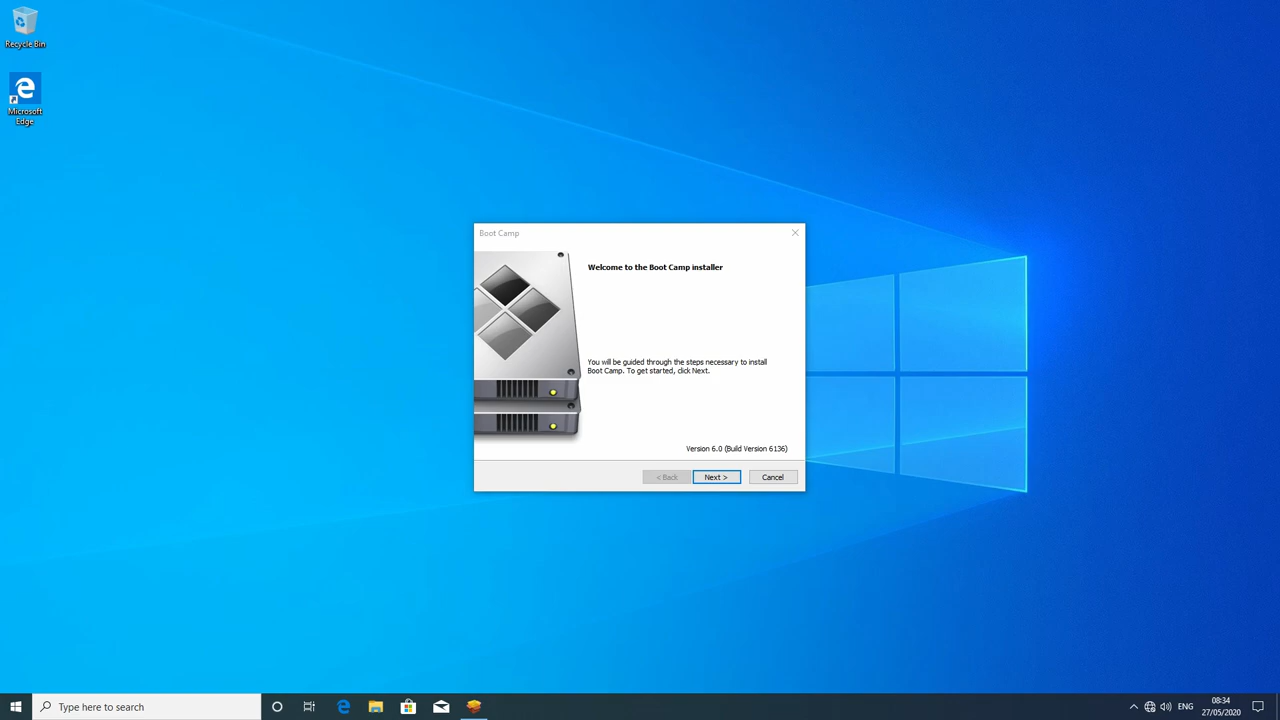 Recycle Bin
Microsoft
Edge
Boot Camp
Welcome to the Boot Camp installer
You will be guided through the steps necessary to install
Boot Camp. To get started, click Next.
Version 6.0 (Build Version 6136)
< Back
Next >
Cancel
Type here to search
ENG
08:34
27/05/2020